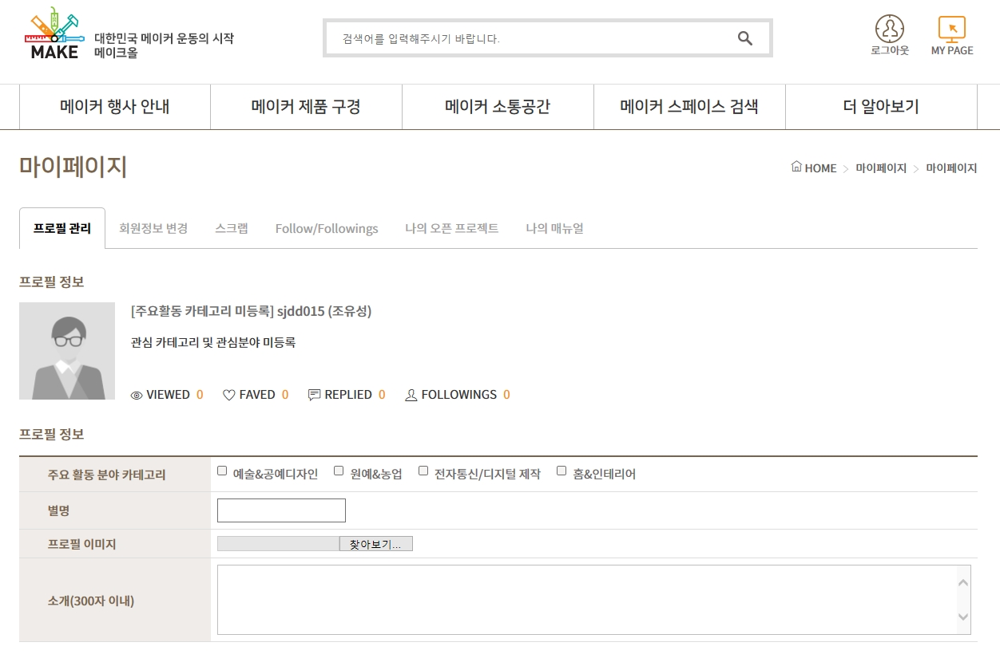 MAKE
대한민국 메이커 운동의 시작
메이크올
검색어를 입력해주시기 바랍니다.
로그아웃
MY PAGE
메이커 행사 안내
메이커 제품 구경
메이커 소통공간
메이커 스페이스 검색
더 알아보기
마이페이지
HOME > 마이페이지 > 마이페이지
프로필 관리
회원정보 변경
스크랩
Follow/Followings
나의 오픈 프로젝트
나의 매뉴얼
프로필 정보
[주요활동 카테고리 미등록] sjdd015 (조유성)
관심 카테고리 및 관심분야 미등록
VIEWED 0 FAVED 0 REPLIED 0 FOLLOWINGS 0
프로필 정보
주요 활동 분야 카테고리
예술&공예디자인 원예&농업 전자통신/디지털 제작 홈&인테리어
별명
프로필 이미지
찾아보기...
소개(300자 이내)